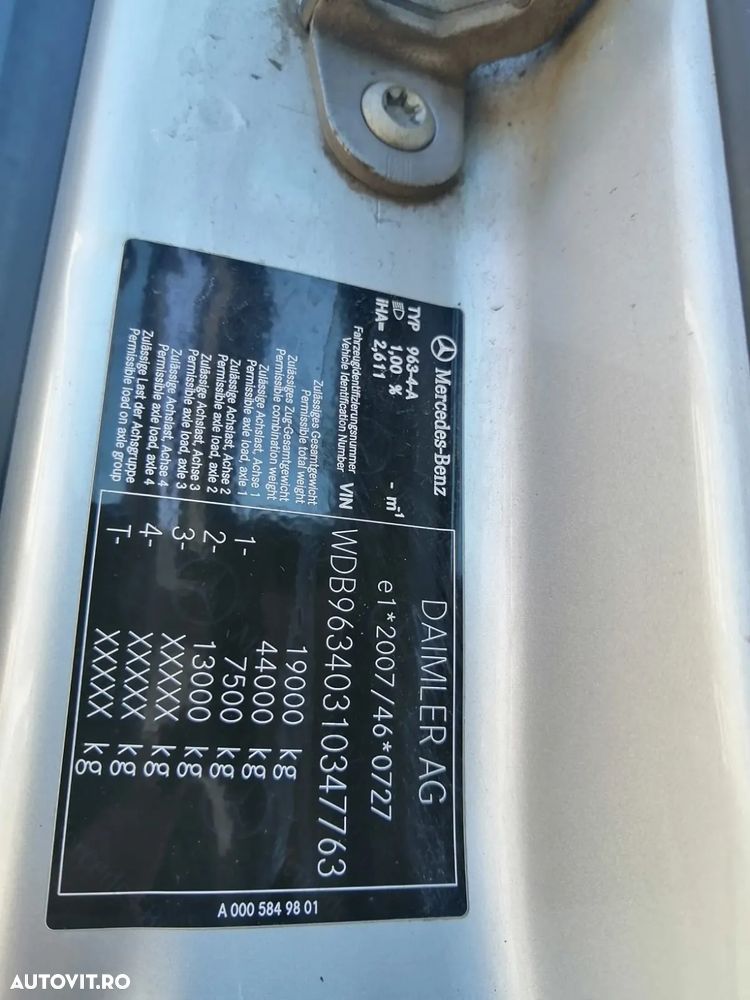 Mercedes-Benz
DAIMLER AG
TYP 963-4-A
1,00 % - m-1
iHA= 2,611
e1*2007/46*0727
Fahrzeugidentifizierungsnummer
Vehicle Identification Number VIN WDB9634031034​7763
Zulässiges Gesamtgewicht
Permissible total weight 19000 kg
Zulässiges Zug-Gesamtgewicht
Permissible combination weight 44000 kg
Zulässige Achslast, Achse 1
Permissible axle load, axle 1 1- 7500 kg
Zulässige Achslast, Achse 2
Permissible axle load, axle 2 2- 13000 kg
Zulässige Achslast, Achse 3
Permissible axle load, axle 3 3- XXXXX kg
Zulässige Achslast, Achse 4
Permissible axle load, axle 4 4- XXXXX kg
Zulässige Last der Achsgruppe
Permissible load on axle group T- XXXXX kg
A 000 584 98 01
AUTOVIT.RO